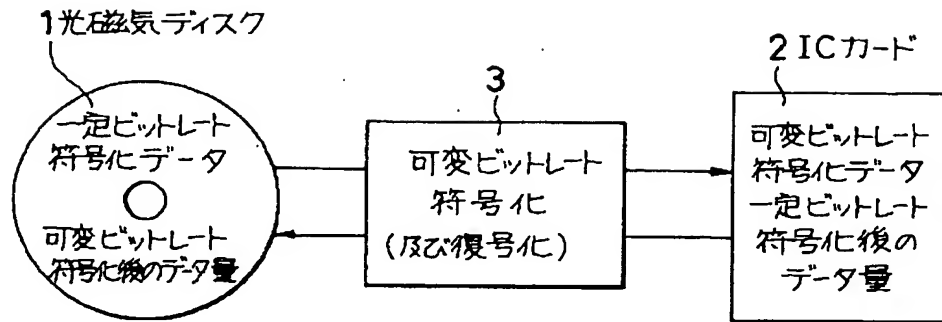 1光磁気ディスク
一定ビットレート
符号化データ
可変ビットレート
符号化後のデータ量
3
可変ビットレート
符号化
(及び復号化)
2 ICカード
可変ビットレート
符号化データ
一定ビットレート
符号化後の
データ量